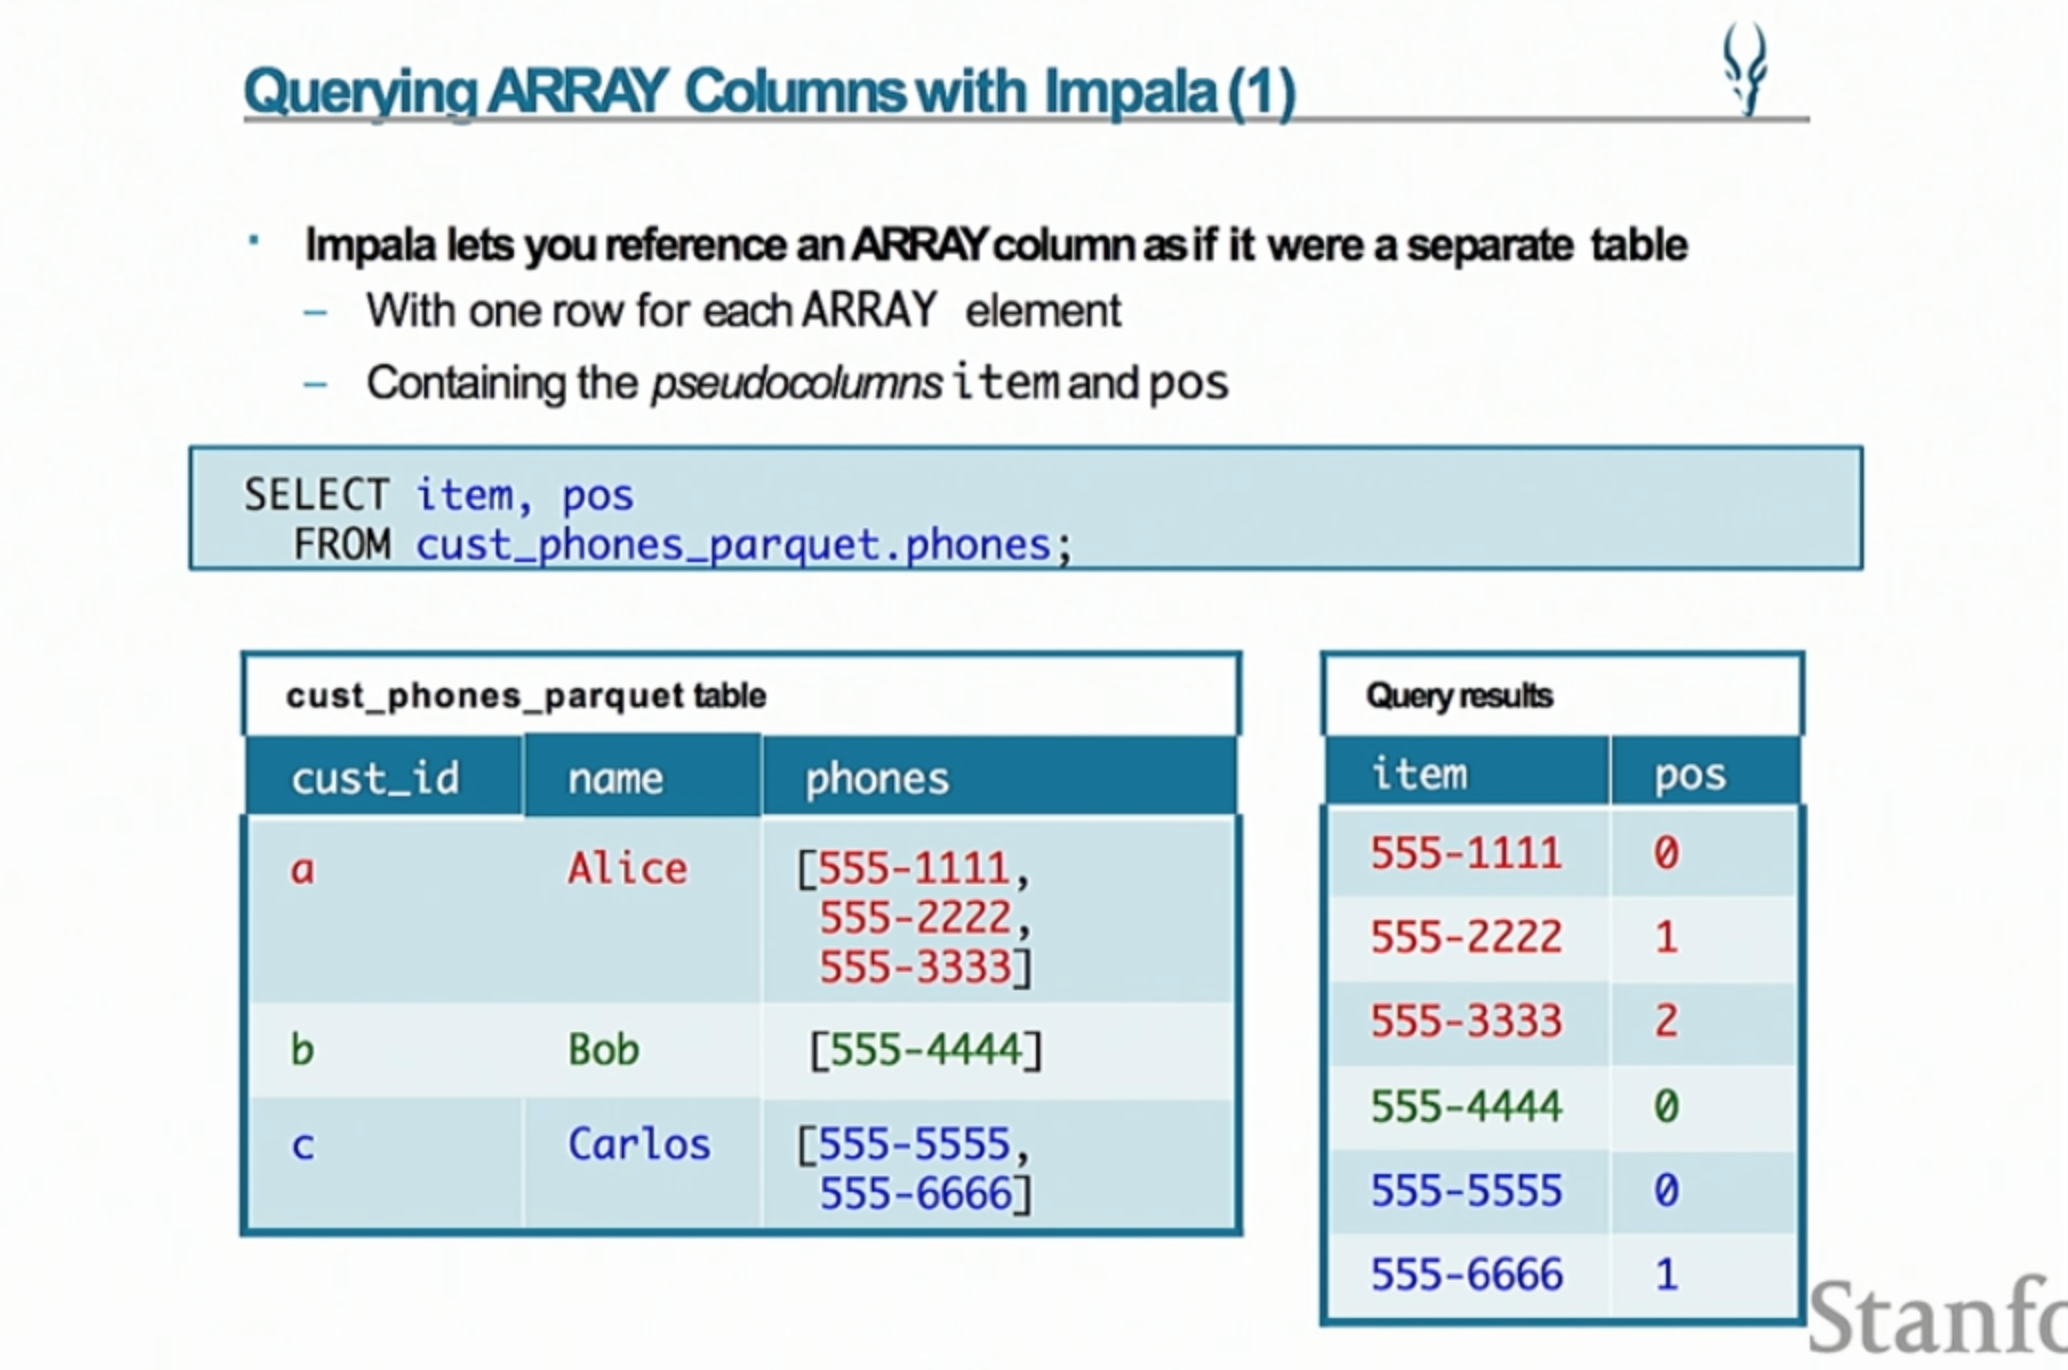 Querying ARRAY Columns with Impala (1)
▪ Impala lets you reference an ARRAY column as if it were a separate table
– With one row for each ARRAY element
– Containing the pseudocolumns item and pos
SELECT item, pos
FROM cust_phones_parquet.phones;
cust_phones_parquet table
cust_id name phones
a Alice [555-1111,
555-2222,
555-3333]
b Bob [555-4444]
c Carlos [555-5555,
555-6666]
Query results
item pos
555-1111 0
555-2222 1
555-3333 2
555-4444 0
555-5555 0
555-6666 1
Stanfo